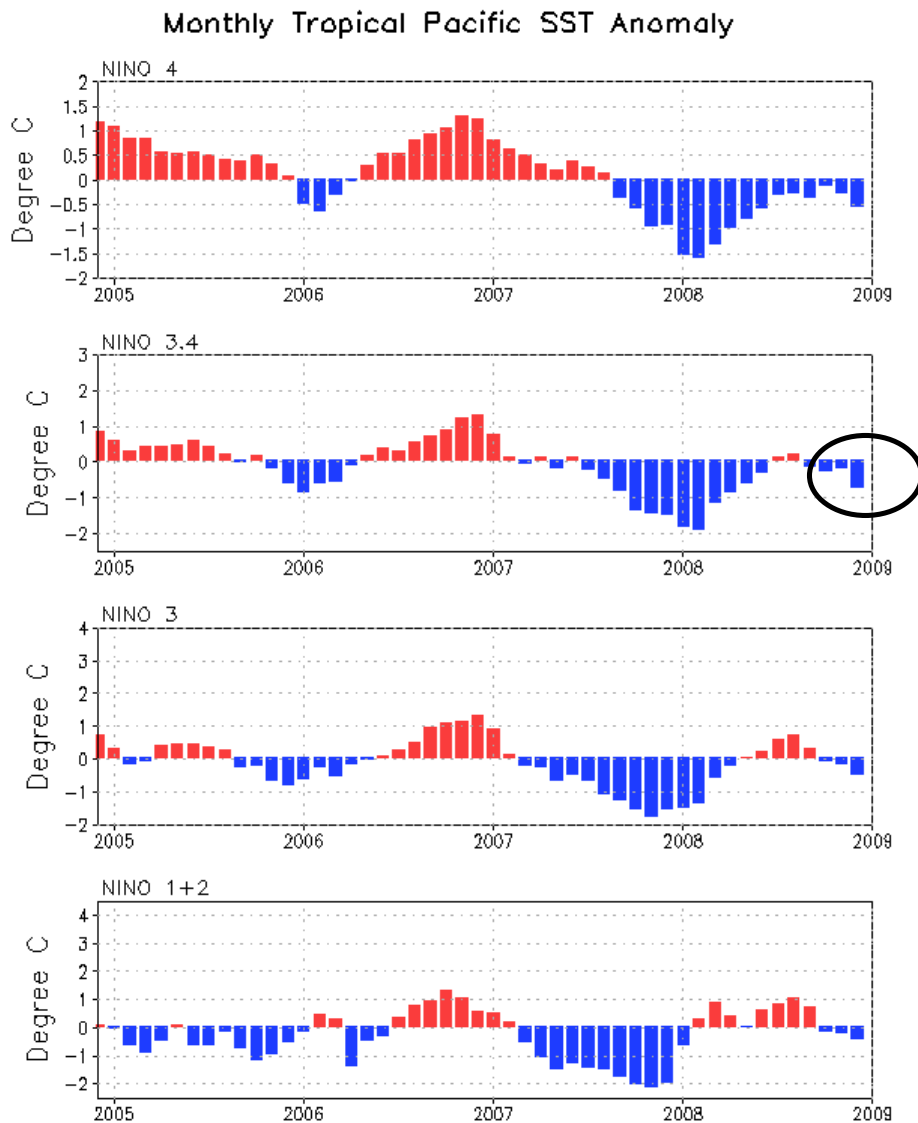 Monthly Tropical Pacific SST Anomaly
NINO 4
Degree C
2
1.5
1
0.5
0
−0.5
−1
−1.5
−2
2005 2006 2007 2008 2009
NINO 3.4
Degree C
3
2
1
0
−1
−2
2005 2006 2007 2008 2009
NINO 3
Degree C
4
3
2
1
0
−1
−2
2005 2006 2007 2008 2009
NINO 1+2
Degree C
4
3
2
1
0
−1
−2
2005 2006 2007 2008 2009